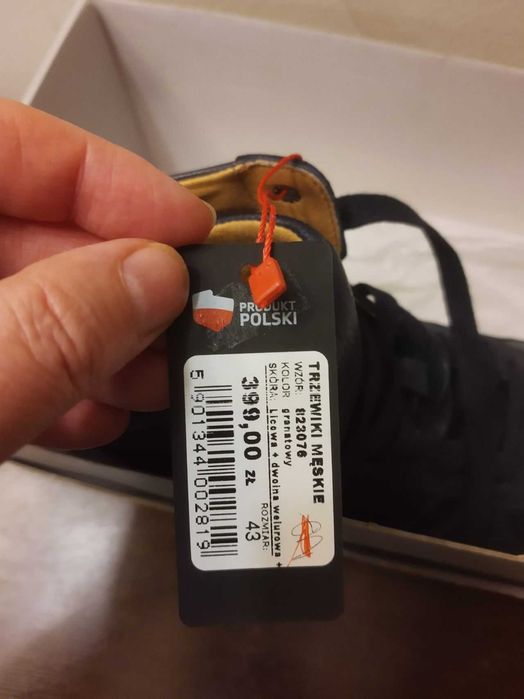 PRODUKT
POLSKI
TRZEWIKI MĘSKIE
WZÓR: 8123076
KOLOR: granatowy
SKÓRA: Licowa + dwoina welurowa +
399,00 zł
ROZMIAR:
43
5 901344 002819